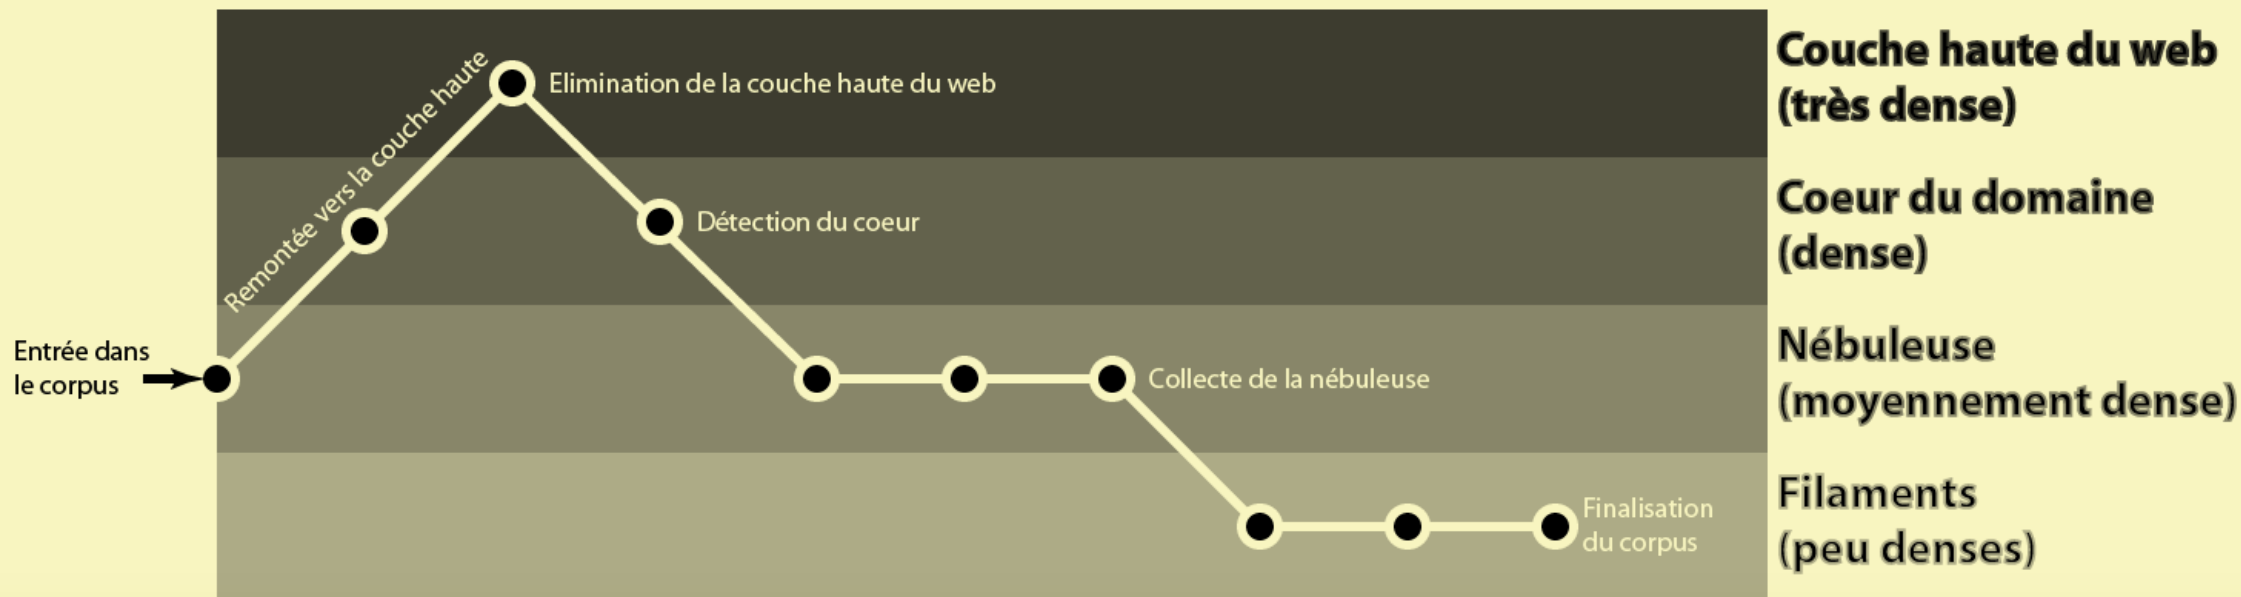 Remontée vers la couche haute
Elimination de la couche haute du web
Couche haute du web
(très dense)
Détection du coeur
Coeur du domaine
(dense)
Entrée dans
le corpus
Collecte de la nébuleuse
Nébuleuse
(moyennement dense)
Finalisation
du corpus
Filaments
(peu denses)